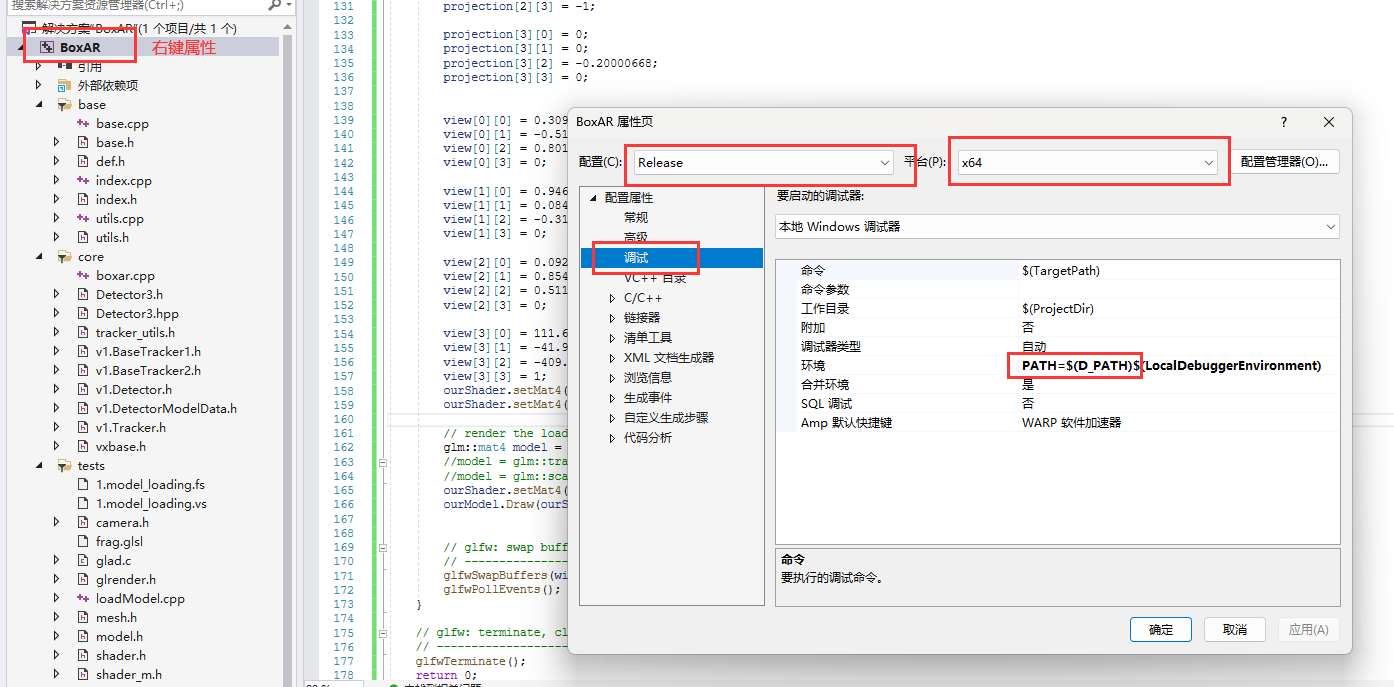 搜索解决方案资源管理器(Ctrl+;)
解决方案"BoxAR"(1 个项目/共 1 个)
BoxAR
右键属性
引用
外部依赖项
base
base.cpp
base.h
def.h
index.cpp
index.h
utils.cpp
utils.h
core
boxar.cpp
Detector3.h
Detector3.hpp
tracker_utils.h
v1.BaseTracker1.h
v1.BaseTracker2.h
v1.Detector.h
v1.DetectorModelData.h
v1.Tracker.h
vxbase.h
tests
1.model_loading.fs
1.model_loading.vs
camera.h
frag.glsl
glad.c
glrender.h
loadModel.cpp
mesh.h
model.h
shader.h
shader_m.h
131 projection[2][3] = -1;
132
133 projection[3][0] = 0;
134 projection[3][1] = 0;
135 projection[3][2] = -0.20000668;
136 projection[3][3] = 0;
137
138
139 view[0][0] = 0.309
140 view[0][1] = -0.51
141 view[0][2] = 0.801
142 view[0][3] = 0;
143
144 view[1][0] = 0.946
145 view[1][1] = 0.084
146 view[1][2] = -0.31
147 view[1][3] = 0;
148
149 view[2][0] = 0.092
150 view[2][1] = 0.854
151 view[2][2] = 0.511
152 view[2][3] = 0;
153
154 view[3][0] = 111.6
155 view[3][1] = -41.9
156 view[3][2] = -409.
157 view[3][3] = 1;
158 ourShader.setMat4(
159 ourShader.setMat4(
160
161 // render the load
162 glm::mat4 model =
163 //model = glm::tra
164 //model = glm::sca
165 ourShader.setMat4(
166 ourModel.Draw(ourS
167
168
169 // glfw: swap buff
170 // ---------------
171 glfwSwapBuffers(wi
172 glfwPollEvents();
173 }
174
175 // glfw: terminate, cl
176 // -------------------
177 glfwTerminate();
178 return 0;
BoxAR 属性页
?
配置(C):
Release
平台(P):
x64
配置管理器(O)...
配置属性
常规
高级
调试
VC++ 目录
C/C++
链接器
清单工具
XML 文档生成器
浏览信息
生成事件
自定义生成步骤
代码分析
要启动的调试器:
本地 Windows 调试器
命令 $(TargetPath)
命令参数
工作目录 $(ProjectDir)
附加 否
调试器类型 自动
环境 PATH=$(D_PATH)$(LocalDebuggerEnvironment)
合并环境 是
SQL 调试 否
Amp 默认快捷键 WARP 软件加速器
命令
要执行的调试命令。
确定
取消
应用(A)